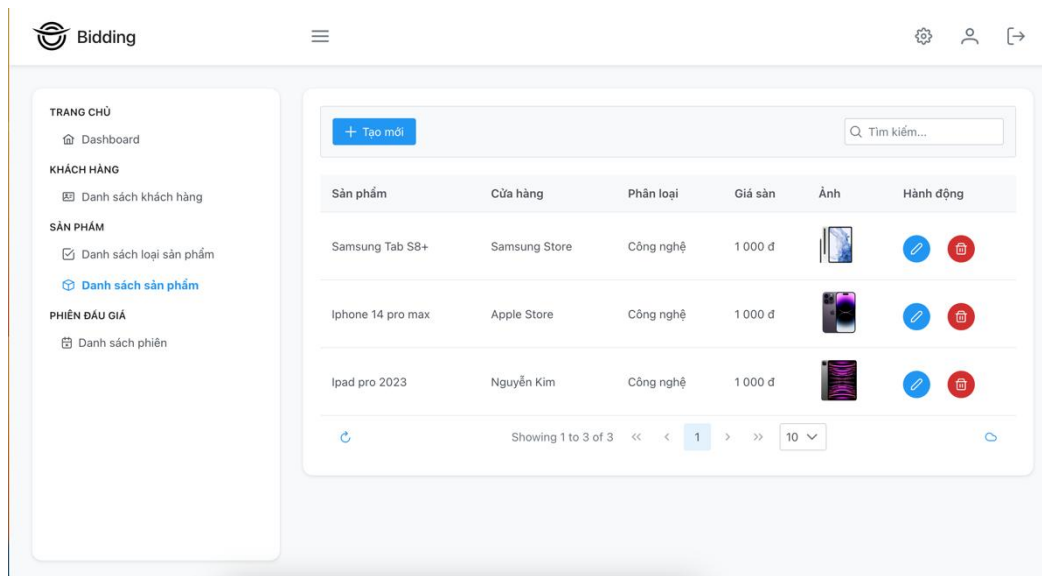 Bidding
TRANG CHỦ
Dashboard
KHÁCH HÀNG
Danh sách khách hàng
SẢN PHẨM
Danh sách loại sản phẩm
Danh sách sản phẩm
PHIÊN ĐẤU GIÁ
Danh sách phiên
Tạo mới
Tìm kiếm...
Sản phẩm Cửa hàng Phân loại Giá sàn Ảnh Hành động
Samsung Tab S8+ Samsung Store Công nghệ 1 000 đ
Iphone 14 pro max Apple Store Công nghệ 1 000 đ
Ipad pro 2023 Nguyễn Kim Công nghệ 1 000 đ
Showing 1 to 3 of 3 << < 1 > >> 10